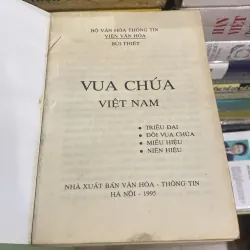 BỘ VĂN HÓA THÔNG TIN
VIỆN VĂN HÓA
BÙI THIẾT
VUA CHÚA
VIỆT NAM
• TRIỀU ĐẠI
• ĐỜI VUA CHÚA
• MIẾU HIỆU
• NIÊN HIỆU
NHÀ XUẤT BẢN VĂN HÓA - THÔNG TIN
HÀ NỘI - 1995